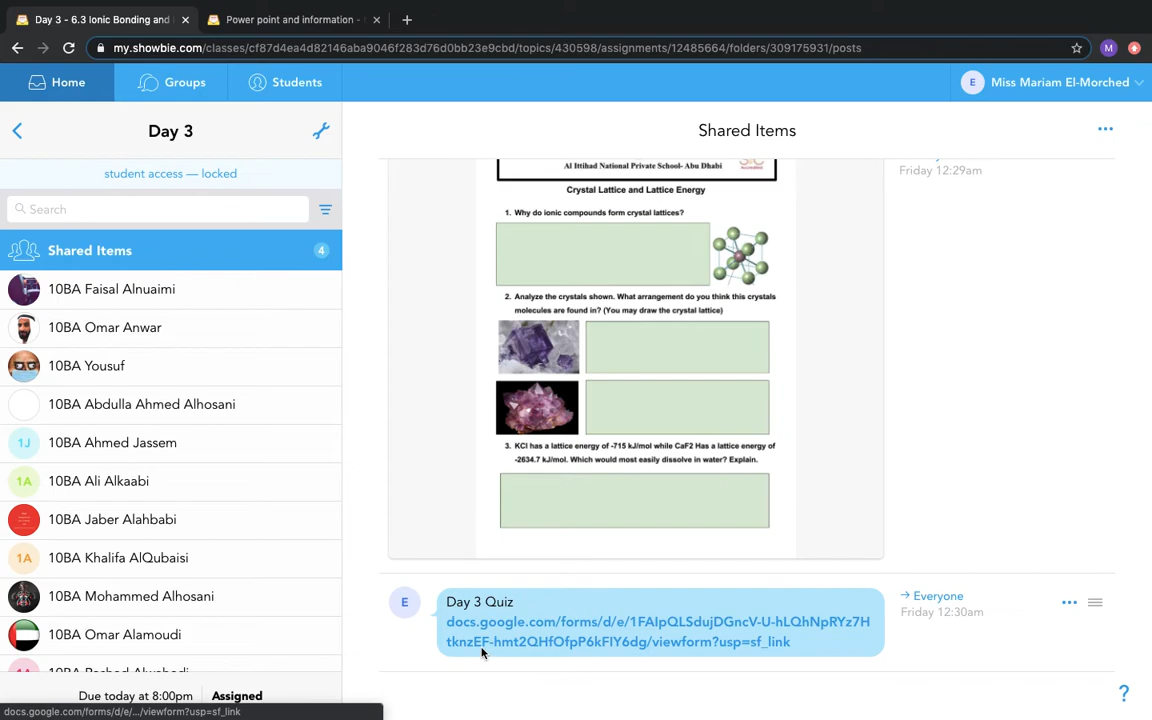 Day 3 - 6.3 Ionic Bonding and
Power point and information -
my.showbie.com/classes/cf87d4ea4d82146aba9046f283d76d0bb23e9cbd/topics/430598/assignments/12485664/folders/309175931/posts
M
Home
Groups
Students
E
Miss Mariam El-Morched
Day 3
Shared Items
student access — locked
Search
Shared Items
4
10BA Faisal Alnuaimi
10BA Omar Anwar
10BA Yousuf
10BA Abdulla Ahmed Alhosani
1J
10BA Ahmed Jassem
1A
10BA Ali Alkaabi
10BA Jaber Alahbabi
1A
10BA Khalifa AlQubaisi
10BA Mohammed Alhosani
10BA Omar Alamoudi
Due today at 8:00pm
Assigned
docs.google.com/forms/d/e/.../viewform?usp=sf_link
Friday 12:29am
Al Ittihad National Private School- Abu Dhabi
Crystal Lattice and Lattice Energy
1. Why do ionic compounds form crystal lattices?
2. Analyze the crystals shown. What arrangement do you think this crystals
molecules are found in? (You may draw the crystal lattice)
3. KCl has a lattice energy of -715 kJ/mol while CaF2 Has a lattice energy of
-2634.7 kJ/mol. Which would most easily dissolve in water? Explain.
E
Day 3 Quiz
docs.google.com/forms/d/e/1FAIpQLSdujDGncV-U-hLQhNpRYz7H
tknzEF-hmt2QHfOfpP6kFIY6dg/viewform?usp=sf_link
Everyone
Friday 12:30am
?